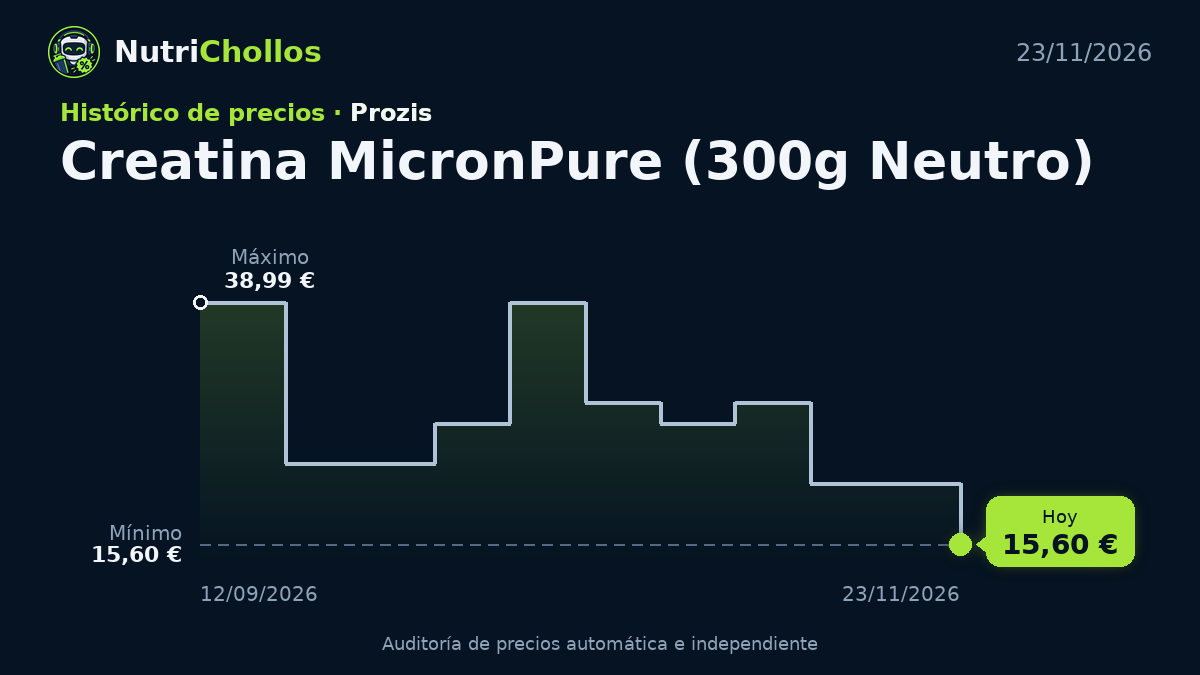 NutriChollos
23/11/2026
Histórico de precios · Prozis
Creatina MicronPure (300g Neutro)
Máximo
38,99 €
Mínimo
15,60 €
Hoy
15,60 €
12/09/2026
23/11/2026
Auditoría de precios automática e independiente